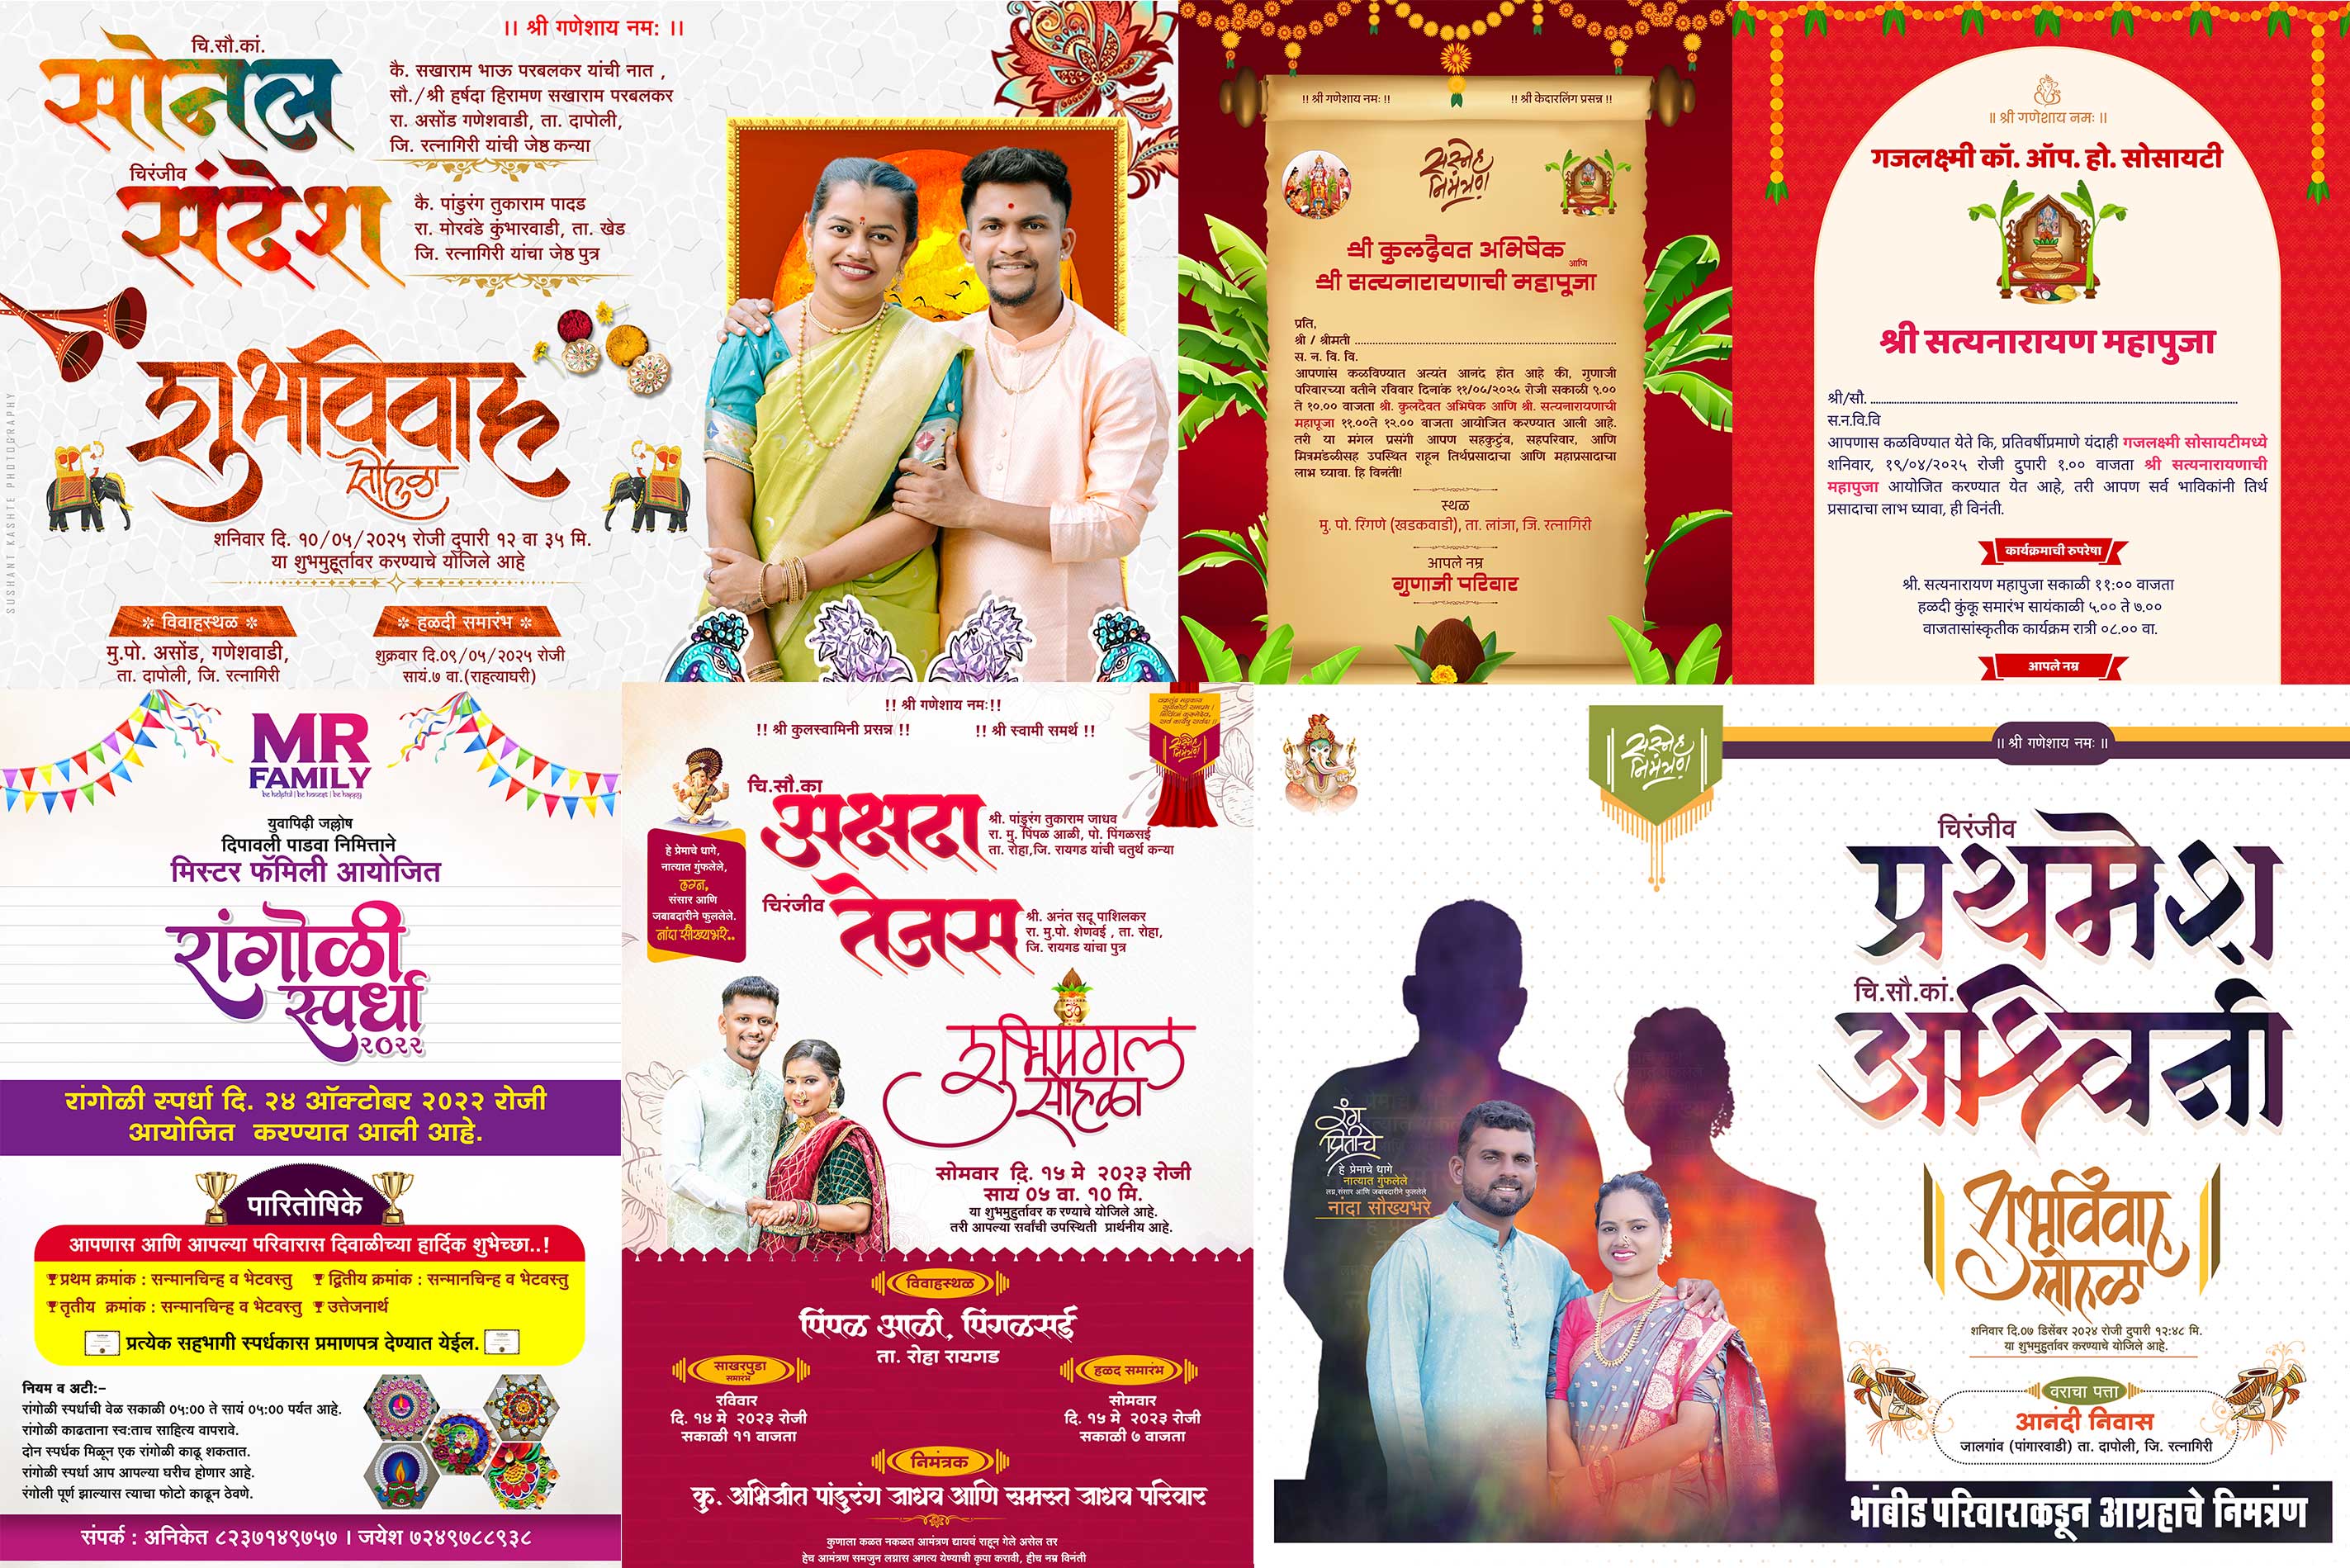 ।। श्री गणेशाय नम: ।।
चि.सौ.कां.
सोनल
कै. सखाराम भाऊ परबलकर यांची नात ,
सौ./श्री हर्षदा हिरामण सखाराम परबलकर
रा. असोंड गणेशवाडी, ता. दापोली,
जि. रत्नागिरी यांची जेष्ठ कन्या
चिरंजीव
संदेश
कै. पांडुरंग तुकाराम पादड
रा. मोरवंडे कुंभारवाडी, ता. खेड
जि. रत्नागिरी यांचा जेष्ठ पुत्र
शुभविवाह
सोहळा
शनिवार दि. १०/०५/२०२५ रोजी दुपारी १२ वा ३५ मि.
या शुभमुहूर्तावर करण्याचे योजिले आहे
विवाहस्थळ
मु.पो. असोंड, गणेशवाडी,
ता. दापोली, जि. रत्नागिरी
हळदी समारंभ
शुक्रवार दि.०९/०५/२०२५ रोजी
सायं.७ वा.(राहत्याघरी)
SUSHANT KASHTE PHOTOGRAPHY
!! श्री गणेशाय नमः !!
!! श्री केदारलिंग प्रसन्न !!
सस्नेह
निमंत्रण
श्री कुलदैवत अभिषेक
आणि
श्री सत्यनारायणाची महापूजा
प्रति,
श्री / श्रीमती
स. न. वि. वि.
आपणांस कळविण्यात अत्यंत आनंद होत आहे की, गुणाजी
परिवारच्या वतीने रविवार दिनांक ११/०५/२०२५ रोजी सकाळी ९.००
ते १०.०० वाजता श्री. कुलदैवत अभिषेक आणि श्री. सत्यनारायणाची
महापूजा ११.००ते १२.०० वाजता आयोजित करण्यात आली आहे.
तरी या मंगल प्रसंगी आपण सहकुटुंब, सहपरिवार, आणि
मित्रमंडळीसह उपस्थित राहून तिर्थप्रसादाचा आणि महाप्रसादाचा
लाभ घ्यावा. हि विनंती!
स्थळ
मु. पो. रिंगणे (खडकवाडी), ता. लांजा, जि. रत्नागिरी
आपले नम्र
गुणाजी परिवार
॥ श्री गणेशाय नमः ॥
गजलक्ष्मी कॉ. ऑप. हो. सोसायटी
श्री सत्यनारायण महापुजा
श्री/सौ.
स.न.वि.वि
आपणास कळविण्यात येते कि, प्रतिवर्षीप्रमाणे यंदाही गजलक्ष्मी सोसायटीमध्ये
शनिवार, १९/०४/२०२५ रोजी दुपारी १.०० वाजता श्री सत्यनारायणाची
महापुजा आयोजित करण्यात येत आहे, तरी आपण सर्व भाविकांनी तिर्थ
प्रसादाचा लाभ घ्यावा, ही विनंती.
कार्यक्रमाची रुपरेषा
श्री. सत्यनारायण महापुजा सकाळी ११:०० वाजता
हळदी कुंकू समारंभ सायंकाळी ५.०० ते ७.००
वाजतासांस्कृतीक कार्यक्रम रात्री ०८.०० वा.
आपले नम्र
MR
FAMILY
be helpful | be honest | be happy
युवापिढी जल्लोष
दिपावली पाडवा निमित्ताने
मिस्टर फॅमिली आयोजित
रांगोळी
स्पर्धा
२०२२
रांगोळी स्पर्धा दि. २४ ऑक्टोबर २०२२ रोजी
आयोजित करण्यात आली आहे.
पारितोषिके
आपणास आणि आपल्या परिवारास दिवाळीच्या हार्दिक शुभेच्छा..!
प्रथम क्रमांक : सन्मानचिन्ह व भेटवस्तु
द्वितीय क्रमांक : सन्मानचिन्ह व भेटवस्तु
तृतीय क्रमांक : सन्मानचिन्ह व भेटवस्तु
उत्तेजनार्थ
प्रत्येक सहभागी स्पर्धकास प्रमाणपत्र देण्यात येईल.
नियम व अटी:-
रांगोळी स्पर्धाची वेळ सकाळी ०५:०० ते सायं ०५:०० पर्यत आहे.
रांगोळी काढताना स्व:ताच साहित्य वापरावे.
दोन स्पर्धक मिळून एक रांगोळी काढू शकतात.
रांगोळी स्पर्धा आप आपल्या घरीच होणार आहे.
रंगोली पूर्ण झाल्यास त्याचा फोटो काढून ठेवणे.
संपर्क : अनिकेत ८२३७१४९७५७ । जयेश ७२४९७८८९३८
!! श्री गणेशाय नमः!!
!! श्री कुलस्वामिनी प्रसन्न !!
!! श्री स्वामी समर्थ !!
सस्नेह
निमंत्रण
चि.सौ.का
अक्षदा
श्री. पांडुरंग तुकाराम जाधव
रा. मु. पिंपळ आळी, पो. पिंगळसई
ता. रोहा,जि. रायगड यांची चतुर्थ कन्या
हे प्रेमाचे धागे,
नात्यात गुंफलेले,
लग्न,
संसार आणि
जबाबदारीने फुललेले.
नांदा सौख्यभरे..
चिरंजीव
तेजस
श्री. अनंत सदू पाशिलकर
रा. मु.पो. शेणवई , ता. रोहा,
जि. रायगड यांचा पुत्र
शुभमंगल
सोहळा
सोमवार दि. १५ मे २०२३ रोजी
सायं ०५ वा. १० मि.
या शुभमुहुर्तावर करण्याचे योजिले आहे.
तरी आपल्या सर्वांची उपस्थिती प्रार्थनीय आहे.
विवाहस्थळ
पिंपळ आळी, पिंगळसई
ता. रोहा रायगड
साखरपुडा
समारंभ
रविवार
दि. १४ मे २०२३ रोजी
सकाळी ११ वाजता
हळद समारंभ
सोमवार
दि. १५ मे २०२३ रोजी
सकाळी ७ वाजता
निमंत्रक
कु. अभिजीत पांडुरंग जाधव आणि समस्त जाधव परिवार
कुणाला कळत नकळत आमंत्रण द्यायचं राहून गेले असेल तर
हेच आमंत्रण समजुन लग्नास अगत्य येण्याची कृपा करावी, हीच नम्र विनंती
सस्नेह
निमंत्रण
॥ श्री गणेशाय नमः ॥
चिरंजीव
प्रथमेश
चि.सौ.कां.
अश्विनी
रंग
प्रितीचे
हे प्रेमाचे धागे
नात्यात गुंफलेले
लग्न,संसार आणि जबाबदारीने फुललेले
नांदा सौख्यभरे
शुभविवाह
सोहळा
शनिवार दि.०७ डिसेंबर २०२४ रोजी दुपारी १२:४८ मि.
या शुभमुहुर्तावर करण्याचे योजिले आहे.
वराचा पत्ता
आनंदी निवास
जालगांव (पांगारवाडी) ता. दापोली, जि. रत्नागिरी
भांबीड परिवाराकडून आग्रहाचे निमत्रंण